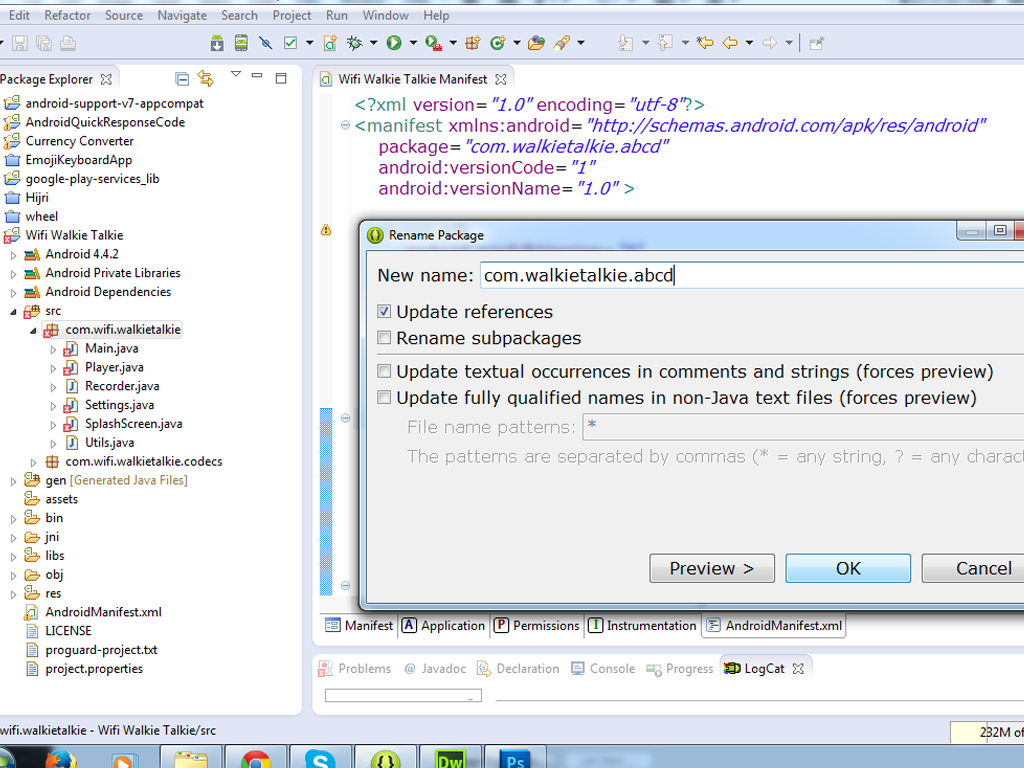 Edit Refactor Source Navigate Search Project Run Window Help
Package Explorer
android-support-v7-appcompat
AndroidQuickResponseCode
Currency Converter
EmojiKeyboardApp
google-play-services_lib
Hijri
wheel
Wifi Walkie Talkie
Android 4.4.2
Android Private Libraries
Android Dependencies
src
com.wifi.walkietalkie
Main.java
Player.java
Recorder.java
Settings.java
SplashScreen.java
Utils.java
com.wifi.walkietalkie.codecs
gen [Generated Java Files]
assets
bin
jni
libs
obj
res
AndroidManifest.xml
LICENSE
proguard-project.txt
project.properties
Wifi Walkie Talkie Manifest
<?xml version="1.0" encoding="utf-8"?>
<manifest xmlns:android="http://schemas.android.com/apk/res/android"
package="com.walkietalkie.abcd"
android:versionCode="1"
android:versionName="1.0" >
Rename Package
New name: com.walkietalkie.abcd
Update references
Rename subpackages
Update textual occurrences in comments and strings (forces preview)
Update fully qualified names in non-Java text files (forces preview)
File name patterns: *
The patterns are separated by commas (* = any string, ? = any charact
Preview > OK Cancel
Manifest A Application P Permissions I Instrumentation AndroidManifest.xml
Problems @ Javadoc Declaration Console Progress LogCat
wifi.walkietalkie - Wifi Walkie Talkie/src
232M of
S {} Dw Ps